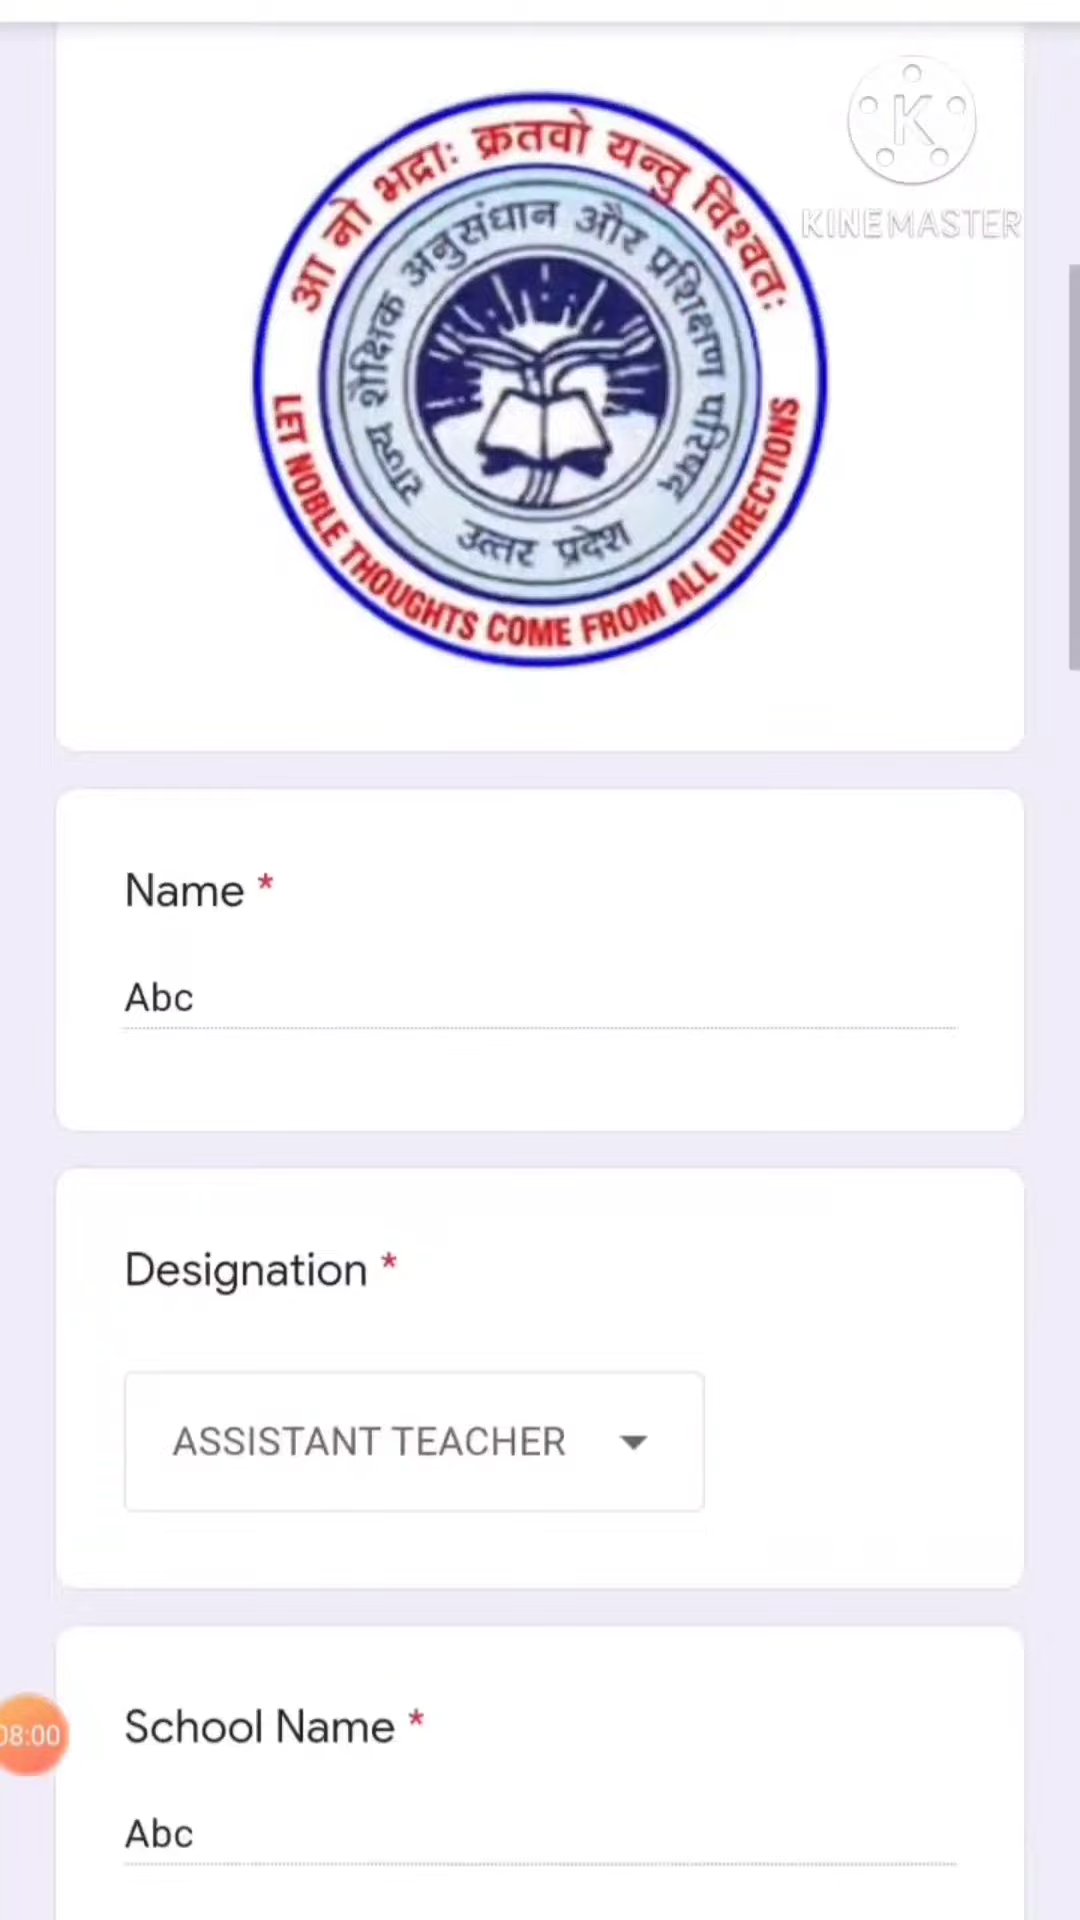 K
KINEMASTER
आ नो भद्राः क्रतवो यन्तु विश्वतः
राज्य शैक्षिक अनुसंधान और प्रशिक्षण परिषद
उत्तर प्रदेश
LET NOBLE THOUGHTS COME FROM ALL DIRECTIONS
Name *
Abc
Designation *
ASSISTANT TEACHER
School Name *
08:00
Abc